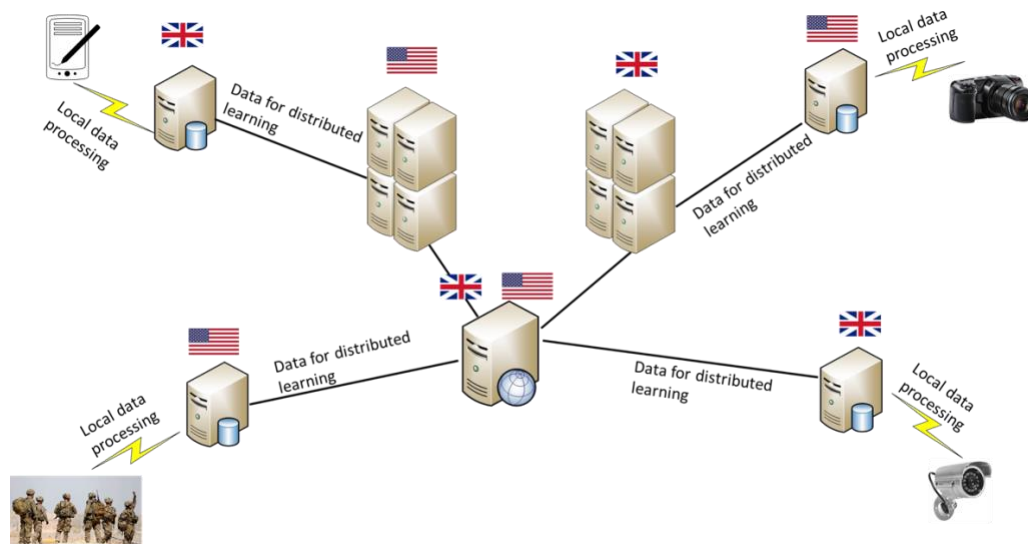 Local data
processing
Data for distributed
learning
Local data
processing
Data for distributed
learning
Local data
processing
Data for distributed
learning
Data for distributed
learning
Local data
processing